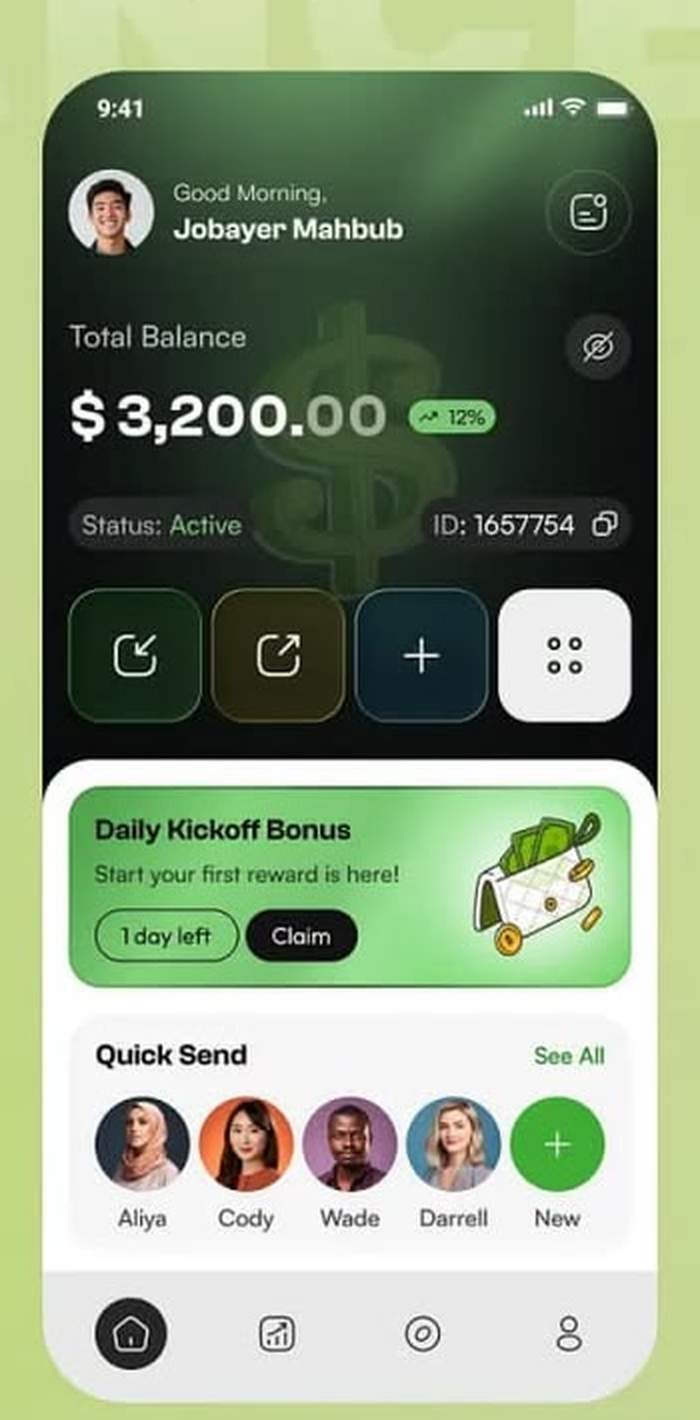 NCE
9:41
Good Morning,
Jobayer Mahbub
Total Balance
$ 3,200.00
12%
Status: Active
ID: 1657754
Daily Kickoff Bonus
Start your first reward is here!
1 day left
Claim
Quick Send
See All
Aliya
Cody
Wade
Darrell
New